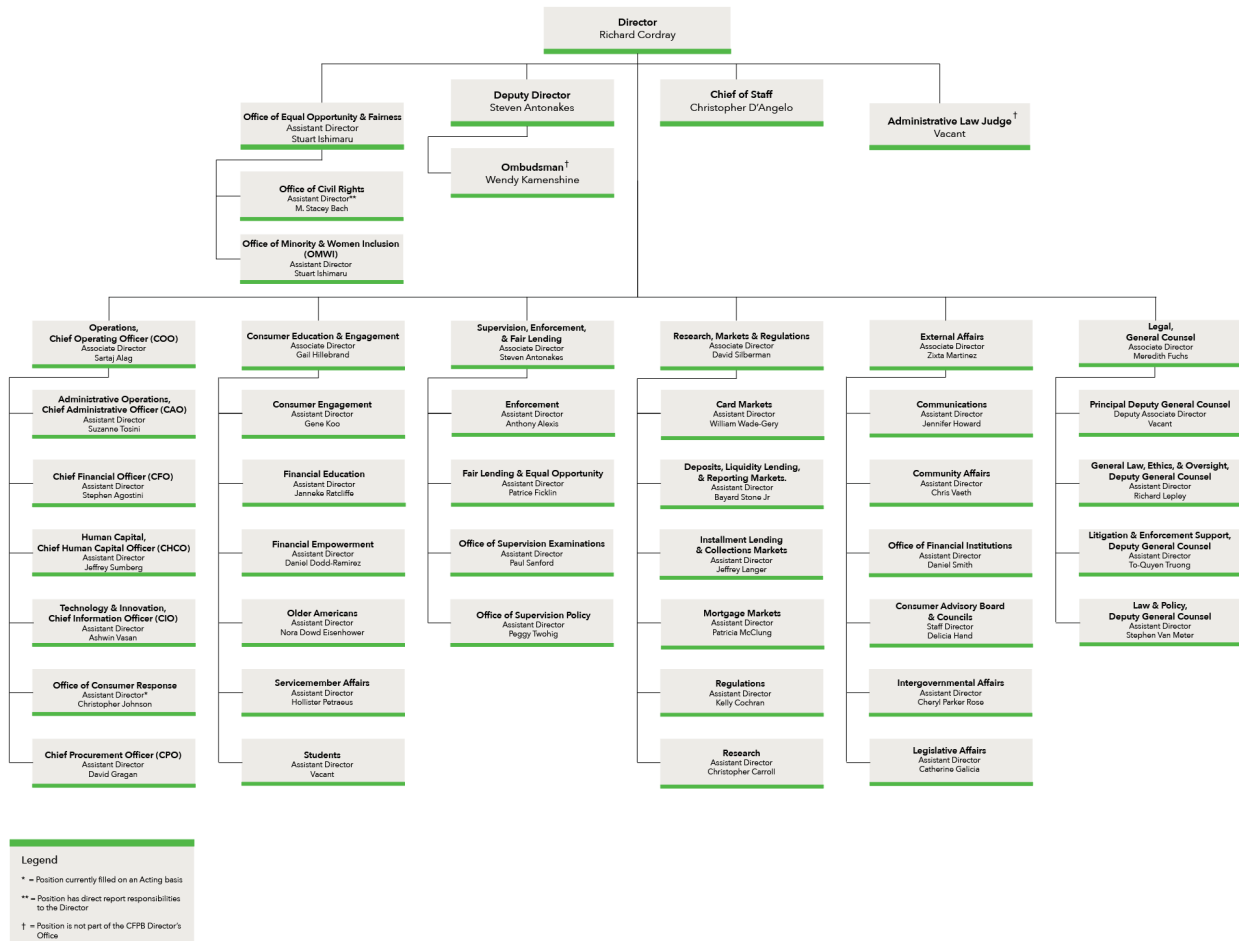 Director
Richard Cordray
Office of Equal Opportunity & Fairness
Assistant Director
Stuart Ishimaru
Office of Civil Rights
Assistant Director**
M. Stacey Bach
Office of Minority & Women Inclusion
(OMWI)
Assistant Director
Stuart Ishimaru
Deputy Director
Steven Antonakes
Ombudsman†
Wendy Kamenshine
Chief of Staff
Christopher D’Angelo
Administrative Law Judge†
Vacant
Operations,
Chief Operating Officer (COO)
Associate Director
Sartaj Alag
Administrative Operations,
Chief Administrative Officer (CAO)
Assistant Director
Suzanne Tosini
Chief Financial Officer (CFO)
Assistant Director
Stephen Agostini
Human Capital,
Chief Human Capital Officer (CHCO)
Assistant Director
Jeffrey Sumberg
Technology & Innovation,
Chief Information Officer (CIO)
Assistant Director
Ashwin Vasan
Office of Consumer Response
Assistant Director*
Christopher Johnson
Chief Procurement Officer (CPO)
Assistant Director
David Gragan
Consumer Education & Engagement
Associate Director
Gail Hillebrand
Consumer Engagement
Assistant Director
Gene Koo
Financial Education
Assistant Director
Janneke Ratcliffe
Financial Empowerment
Assistant Director
Daniel Dodd-Ramirez
Older Americans
Assistant Director
Nora Dowd Eisenhower
Servicemember Affairs
Assistant Director
Hollister Petraeus
Students
Assistant Director
Vacant
Supervision, Enforcement,
& Fair Lending
Associate Director
Steven Antonakes
Enforcement
Assistant Director
Anthony Alexis
Fair Lending & Equal Opportunity
Assistant Director
Patrice Ficklin
Office of Supervision Examinations
Assistant Director
Paul Sanford
Office of Supervision Policy
Assistant Director
Peggy Twohig
Research, Markets & Regulations
Associate Director
David Silberman
Card Markets
Assistant Director
William Wade-Gery
Deposits, Liquidity Lending,
& Reporting Markets.
Assistant Director
Bayard Stone Jr
Installment Lending
& Collections Markets
Assistant Director
Jeffrey Langer
Mortgage Markets
Assistant Director
Patricia McClung
Regulations
Assistant Director
Kelly Cochran
Research
Assistant Director
Christopher Carroll
External Affairs
Associate Director
Zixta Martinez
Communications
Assistant Director
Jennifer Howard
Community Affairs
Assistant Director
Chris Vaeth
Office of Financial Institutions
Assistant Director
Daniel Smith
Consumer Advisory Board
& Councils
Staff Director
Delicia Hand
Intergovernmental Affairs
Assistant Director
Cheryl Parker Rose
Legislative Affairs
Assistant Director
Catherine Galicia
Legal,
General Counsel
Associate Director
Meredith Fuchs
Principal Deputy General Counsel
Deputy Associate Director
Vacant
General Law, Ethics, & Oversight,
Deputy General Counsel
Assistant Director
Richard Lepley
Litigation & Enforcement Support,
Deputy General Counsel
Assistant Director
To-Quyen Truong
Law & Policy,
Deputy General Counsel
Assistant Director
Stephen Van Meter
Legend
* = Position currently filled on an Acting basis
** = Position has direct report responsibilities
to the Director
† = Position is not part of the CFPB Director’s
Office